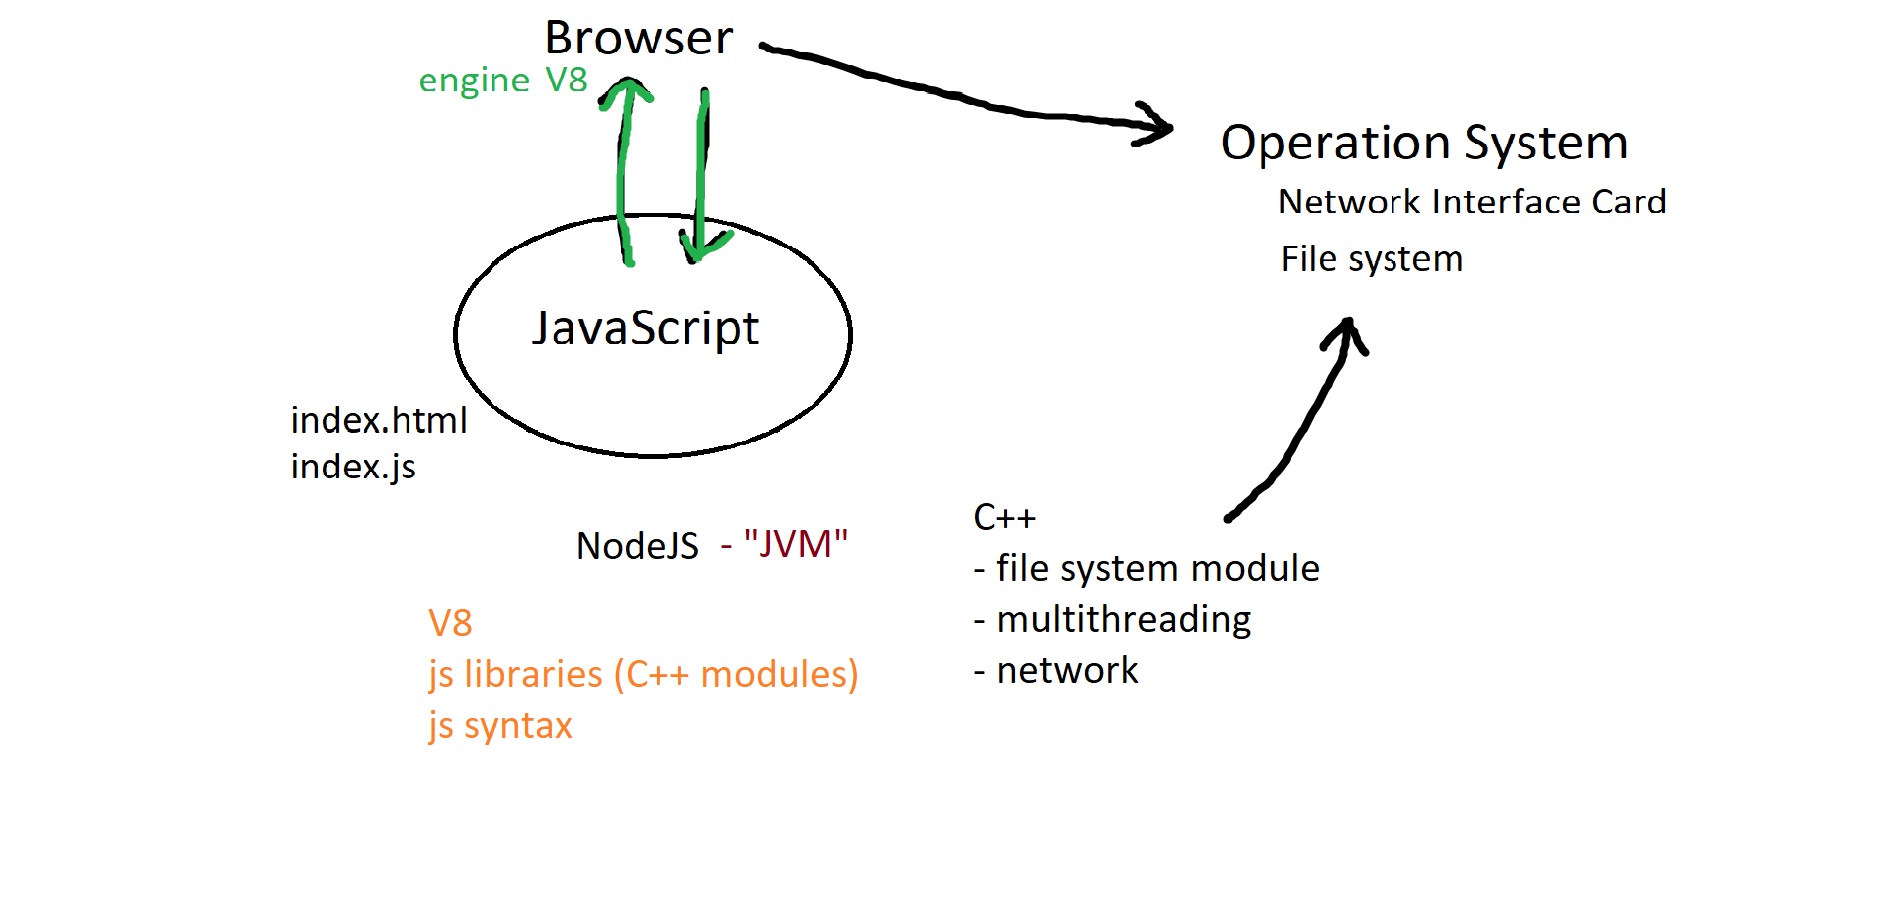 Browser
engine V8
Operation System
Network Interface Card
File system
JavaScript
index.html
index.js
NodeJS - "JVM"
V8
js libraries (C++ modules)
js syntax
C++
- file system module
- multithreading
- network